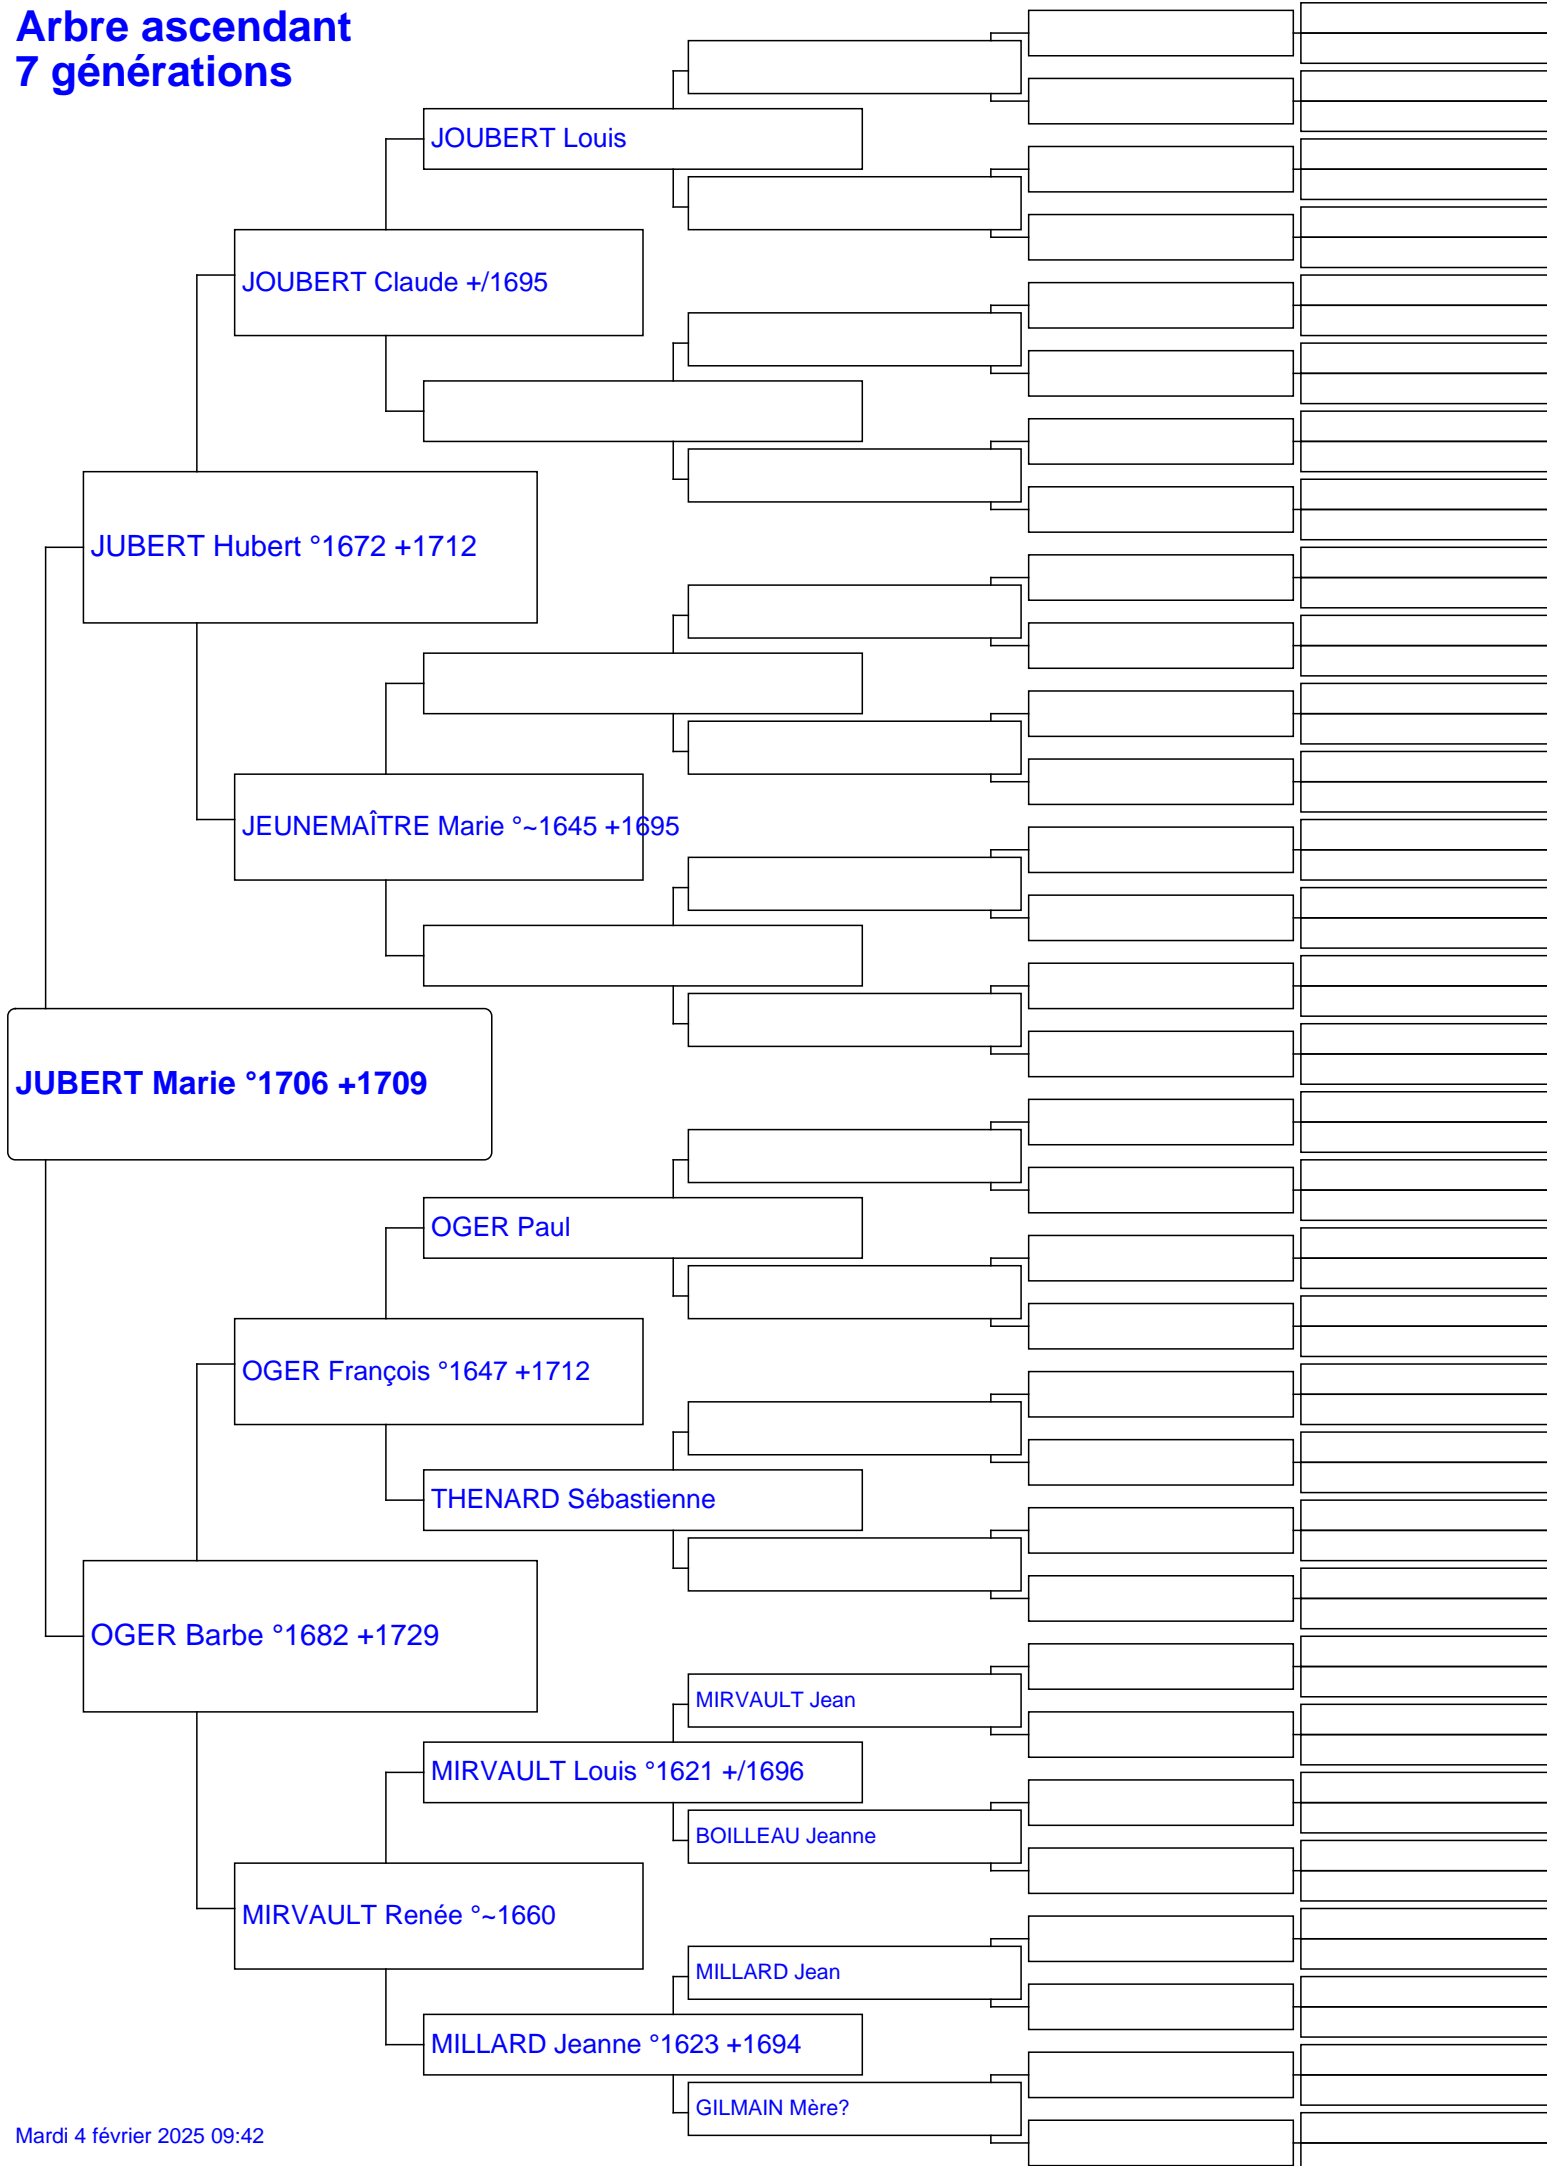 Arbre ascendant
7 générations
JOUBERT Louis
JOUBERT Claude +/1695
JUBERT Hubert °1672 +1712
JEUNEMAÎTRE Marie °~1645 +1695
JUBERT Marie °1706 +1709
OGER Paul
OGER François °1647 +1712
THENARD Sébastienne
OGER Barbe °1682 +1729
MIRVAULT Jean
MIRVAULT Louis °1621 +/1696
BOILLEAU Jeanne
MIRVAULT Renée °~1660
MILLARD Jean
MILLARD Jeanne °1623 +1694
GILMAIN Mère?
Mardi 4 février 2025 09:42